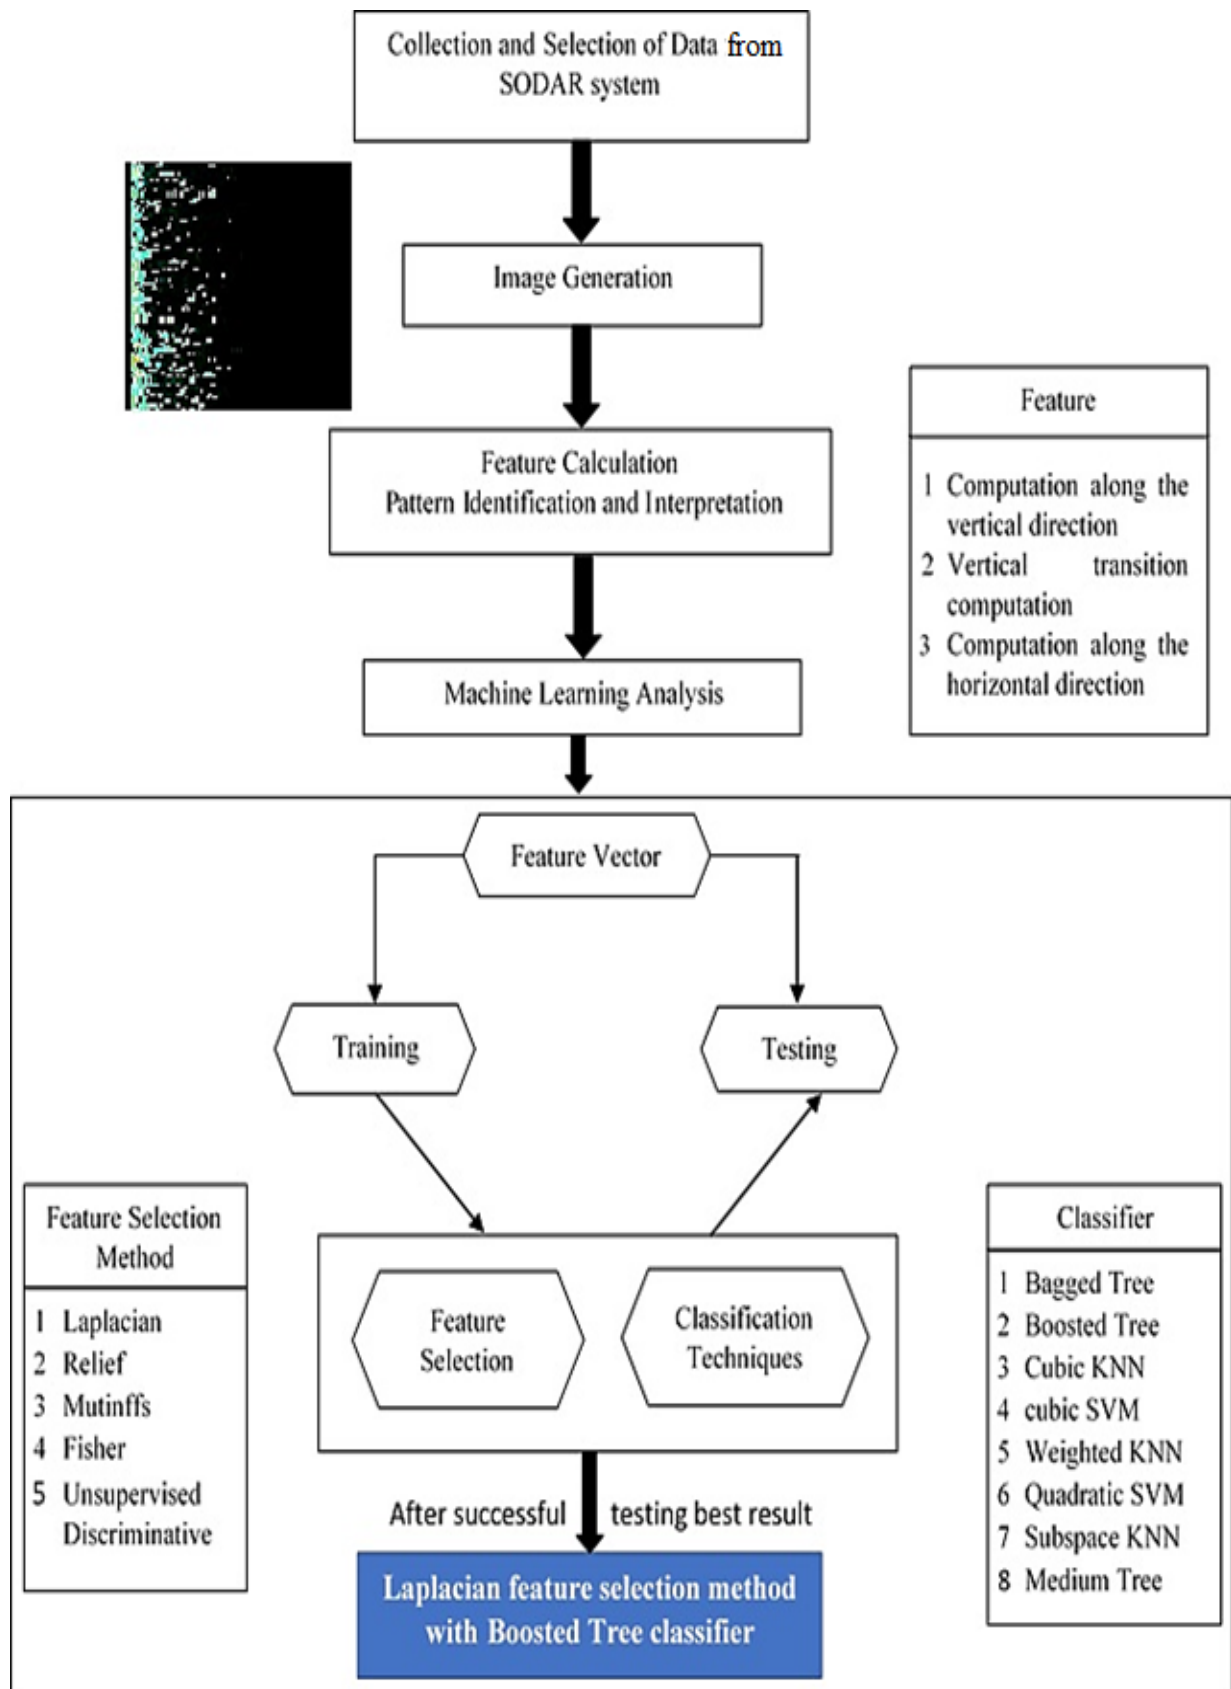 Collection and Selection of Data from
SODAR system
Image Generation
Feature Calculation
Pattern Identification and Interpretation
Feature
1 Computation along the
vertical direction
2 Vertical transition
computation
3 Computation along the
horizontal direction
Machine Learning Analysis
Feature Vector
Training
Testing
Feature Selection
Method
1 Laplacian
2 Relief
3 Mutinffs
4 Fisher
5 Unsupervised
Discriminative
Feature
Selection
Classification
Techniques
Classifier
1 Bagged Tree
2 Boosted Tree
3 Cubic KNN
4 cubic SVM
5 Weighted KNN
6 Quadratic SVM
7 Subspace KNN
8 Medium Tree
After successful testing best result
Laplacian feature selection method
with Boosted Tree classifier